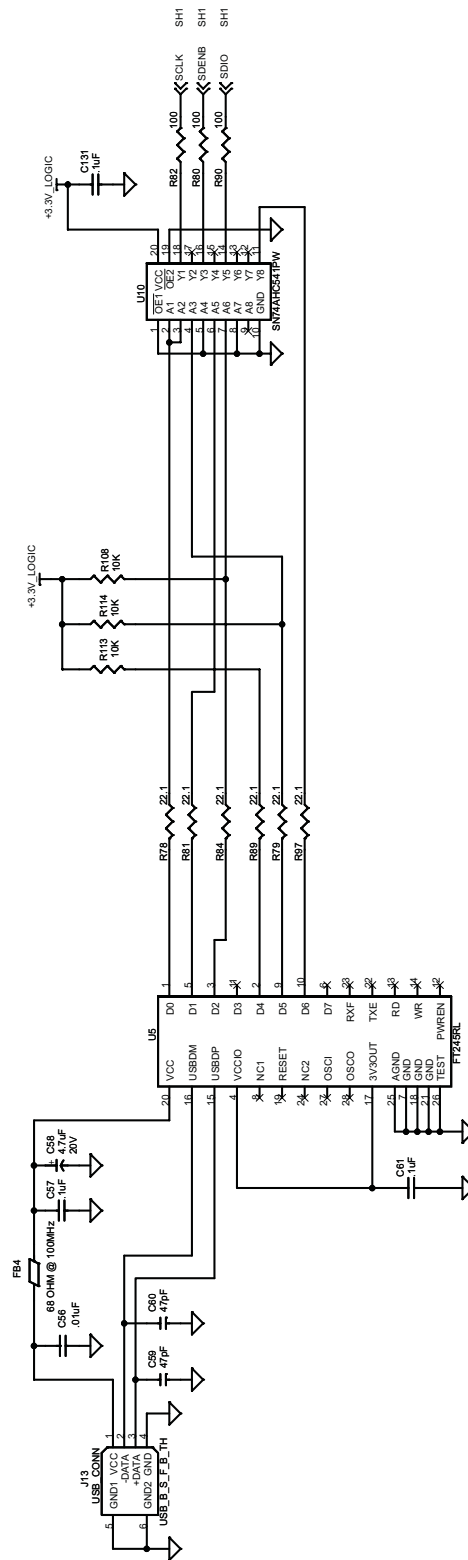 J13
USB_CONN
GND1 VCC
-DATA
+DATA
GND2 GND
USB_B_S_F_B_TH
5
6
1
2
3
4
FB4
68 OHM @ 100MHz
C56
.01uF
C57
.1uF
+
C58
4.7uF
20V
C59
47pF
C60
47pF
C61
.1uF
U5
20 VCC D0 1
16 USBDM D1 5
15 USBDP D2 3
4 VCCIO D3 11
8 NC1 D4 2
19 RESET D5 9
24 NC2 D6 10
27 OSCI D7 6
28 OSCO RXF 23
17 3V3OUT TXE 22
25 AGND RD 13
7 GND
18 GND WR 14
21 GND
26 TEST PWREN 12
FT245RL
R78 22.1
R81 22.1
R84 22.1
R89 22.1
R79 22.1
R97 22.1
+3.3V_LOGIC
R113
10K
R114
10K
R108
10K
U10
1 OE1 VCC 20
2 A1 OE2 19
3 A2 Y1 18
4 A3 Y2 17
5 A4 Y3 16
6 A5 Y4 15
7 A6 Y5 14
8 A7 Y6 13
9 A8 Y7 12
10 GND Y8 11
SN74AHC541PW
+3.3V_LOGIC
C131
.1uF
R82 100 SCLK SH1
R80 100 SDENB SH1
R90 100 SDIO SH1